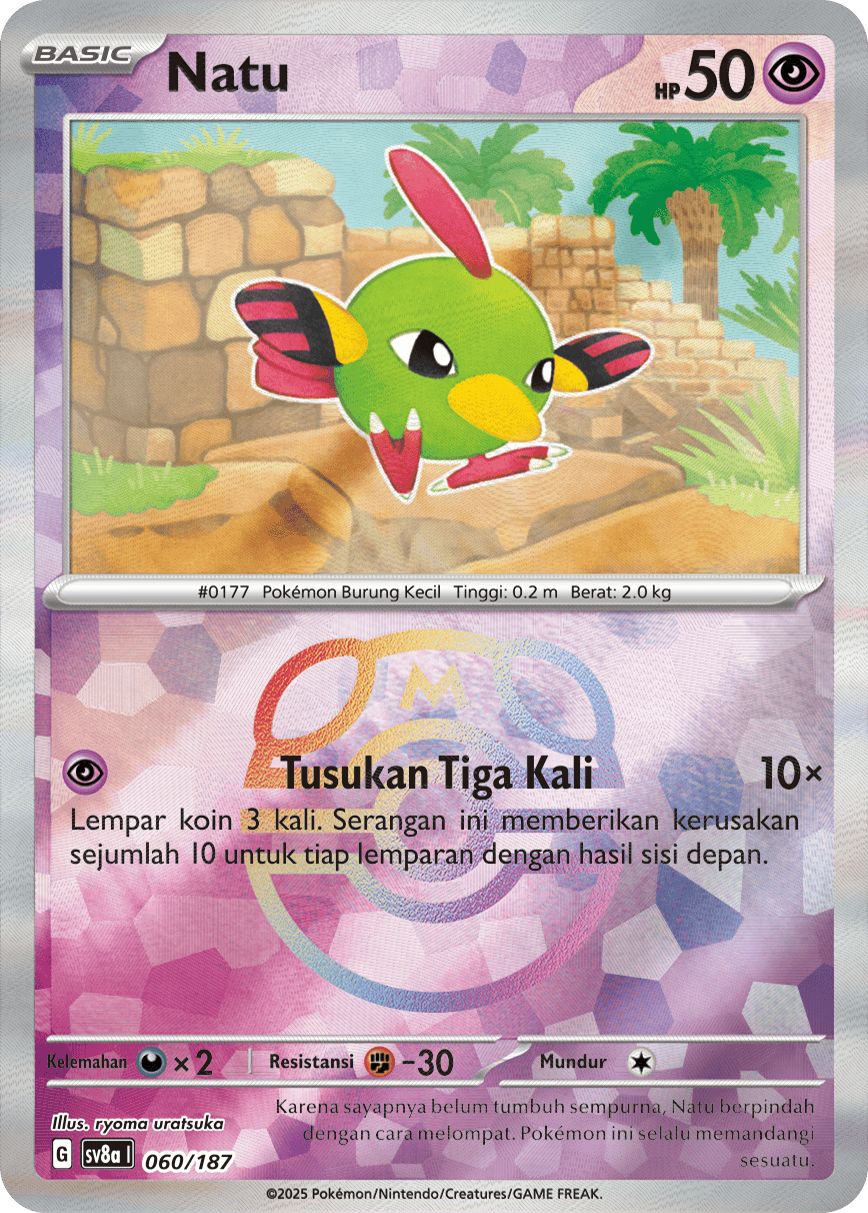 BASIC
Natu
HP 50
#0177 Pokémon Burung Kecil Tinggi: 0.2 m Berat: 2.0 kg
M
Tusukan Tiga Kali 10×
Lempar koin 3 kali. Serangan ini memberikan kerusakan
sejumlah 10 untuk tiap lemparan dengan hasil sisi depan.
Kelemahan ×2 Resistansi -30 Mundur
Karena sayapnya belum tumbuh sempurna, Natu berpindah
dengan cara melompat. Pokémon ini selalu memandangi
sesuatu.
Illus. ryoma uratsuka
G sv8a I 060/187
©2025 Pokémon/Nintendo/Creatures/GAME FREAK.